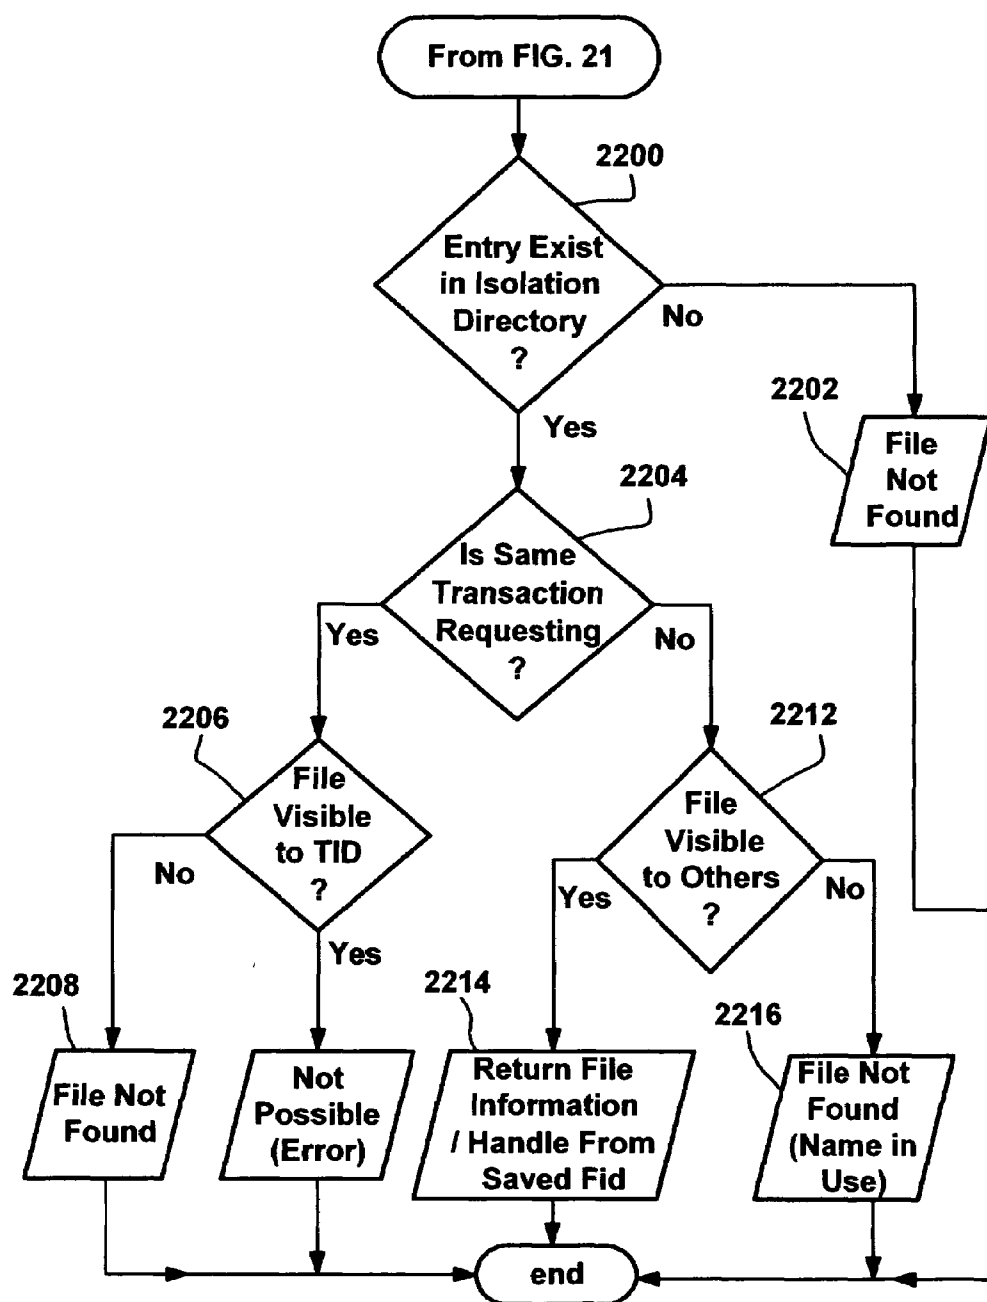 From FIG. 21
2200
Entry Exist
in Isolation
Directory
?
No
Yes
2202
File
Not
Found
2204
Is Same
Transaction
Requesting
?
Yes
No
2206
File
Visible
to TID
?
No
Yes
2212
File
Visible
to Others
?
Yes
No
2208
File Not
Found
Not
Possible
(Error)
2214
Return File
Information
/ Handle From
Saved Fid
2216
File Not
Found
(Name in
Use)
end